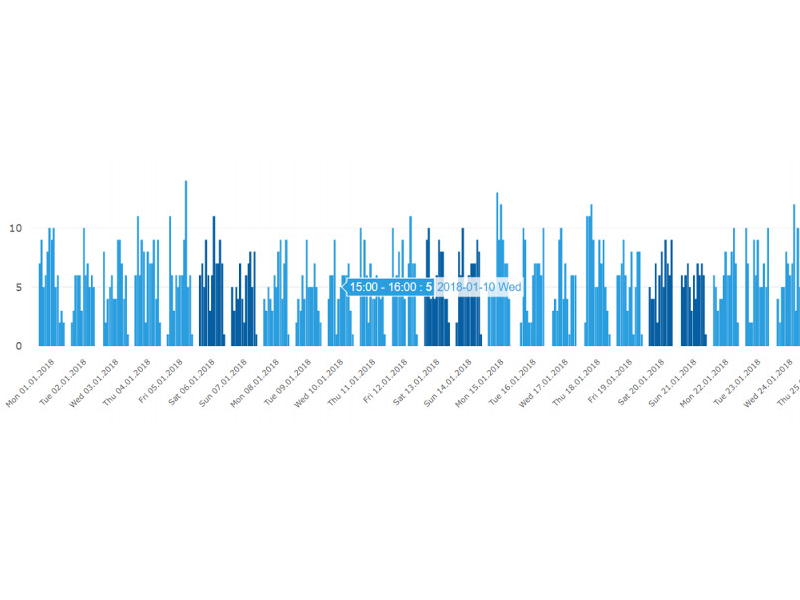 10
5
0
15:00 - 16:00 : 5 2018-01-10 Wed
Mon 01.01.2018
Tue 02.01.2018
Wed 03.01.2018
Thu 04.01.2018
Fri 05.01.2018
Sat 06.01.2018
Sun 07.01.2018
Mon 08.01.2018
Tue 09.01.2018
Wed 10.01.2018
Thu 11.01.2018
Fri 12.01.2018
Sat 13.01.2018
Sun 14.01.2018
Mon 15.01.2018
Tue 16.01.2018
Wed 17.01.2018
Thu 18.01.2018
Fri 19.01.2018
Sat 20.01.2018
Sun 21.01.2018
Mon 22.01.2018
Tue 23.01.2018
Wed 24.01.2018
Thu 25